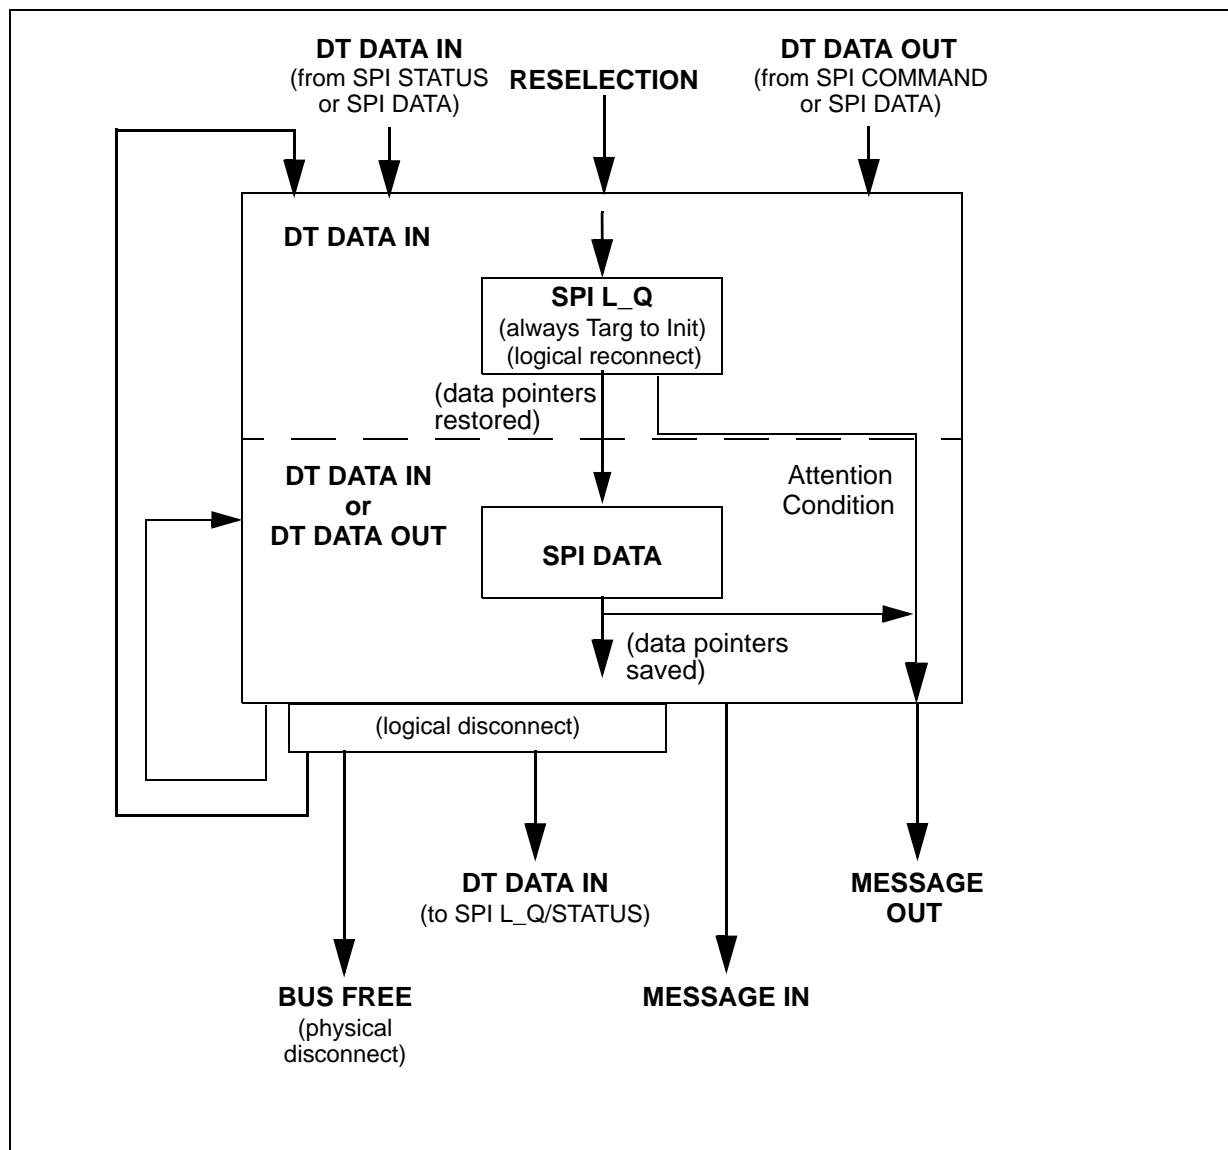 DT DATA IN
(from SPI STATUS
or SPI DATA)
RESELECTION
DT DATA OUT
(from SPI COMMAND
or SPI DATA)
DT DATA IN
SPI L_Q
(always Targ to Init)
(logical reconnect)
(data pointers
restored)
DT DATA IN
or
DT DATA OUT
Attention
Condition
SPI DATA
(data pointers
saved)
(logical disconnect)
DT DATA IN
(to SPI L_Q/STATUS)
MESSAGE
OUT
BUS FREE
(physical
disconnect)
MESSAGE IN